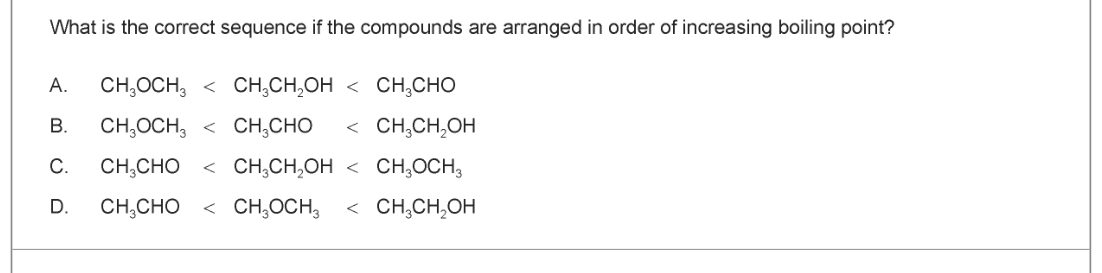 What is the correct sequence if the compounds are arranged in order of increasing boiling point?
A. CH₃OCH₃ < CH₃CH₂OH < CH₃CHO
B. CH₃OCH₃ < CH₃CHO < CH₃CH₂OH
C. CH₃CHO < CH₃CH₂OH < CH₃OCH₃
D. CH₃CHO < CH₃OCH₃ < CH₃CH₂OH